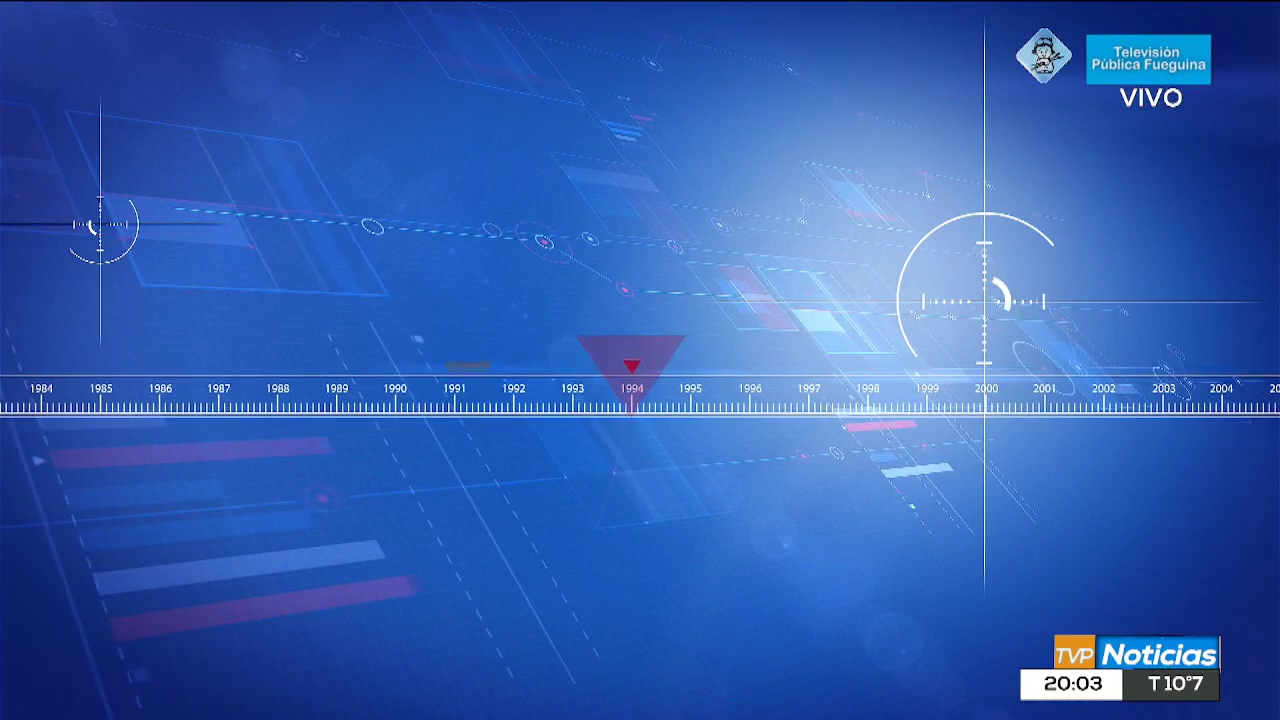 Televisión
Pública Fueguina
VIVO
1984 1985 1986 1987 1988 1989 1990 1991 1992 1993 1994 1995 1996 1997 1998 1999 2000 2001 2002 2003 2004 20
TVP Noticias
20:03 T 10°7